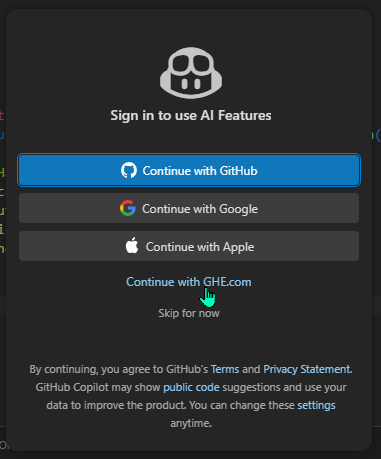 Sign in to use AI Features
Continue with GitHub
Continue with Google
Continue with Apple
Continue with GHE.com
Skip for now
By continuing, you agree to GitHub's Terms and Privacy Statement.
GitHub Copilot may show public code suggestions and use your
data to improve the product. You can change these settings
anytime.